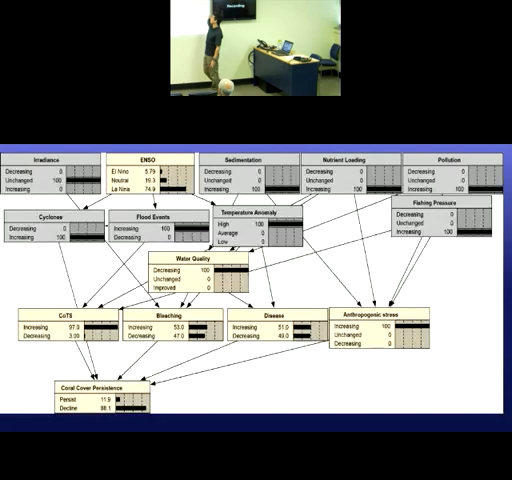 Recording
Irradiance
Decreasing 0
Unchanged 100
Increasing 0
ENSO
El Nino 5.79
Neutral 19.3
La Nina 74.9
Sedimentation
Decreasing 0
Unchanged 0
Increasing 100
Nutrient Loading
Decreasing 0
Unchanged 0
Increasing 100
Pollution
Decreasing 0
Unchanged 0
Increasing 100
Cyclones
Decreasing 0
Increasing 100
Flood Events
Increasing 100
Decreasing 0
Temperature Anomaly
High 100
Average 0
Low 0
Fishing Pressure
Decreasing 0
Unchanged 0
Increasing 100
Water Quality
Decreasing 100
Unchanged 0
Improved 0
CoTS
Increasing 97.0
Decreasing 3.00
Bleaching
Increasing 53.0
Decreasing 47.0
Disease
Increasing 51.0
Decreasing 49.0
Anthropogenic stress
Increasing 100
Unchanged 0
Decreasing 0
Coral Cover Persistence
Persist 11.9
Decline 88.1